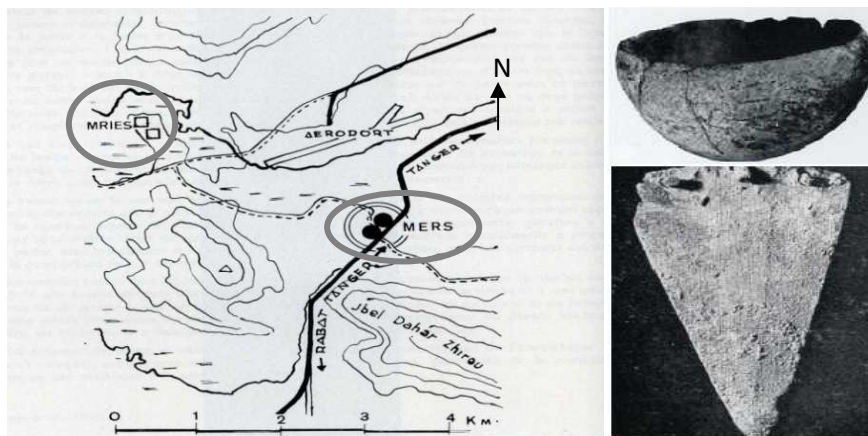 N
MRIES
AERODORT
TANGER
MERS
TANGER
RABAT
Jbel Dahar Zhirou
0 1 2 3 4 Km.